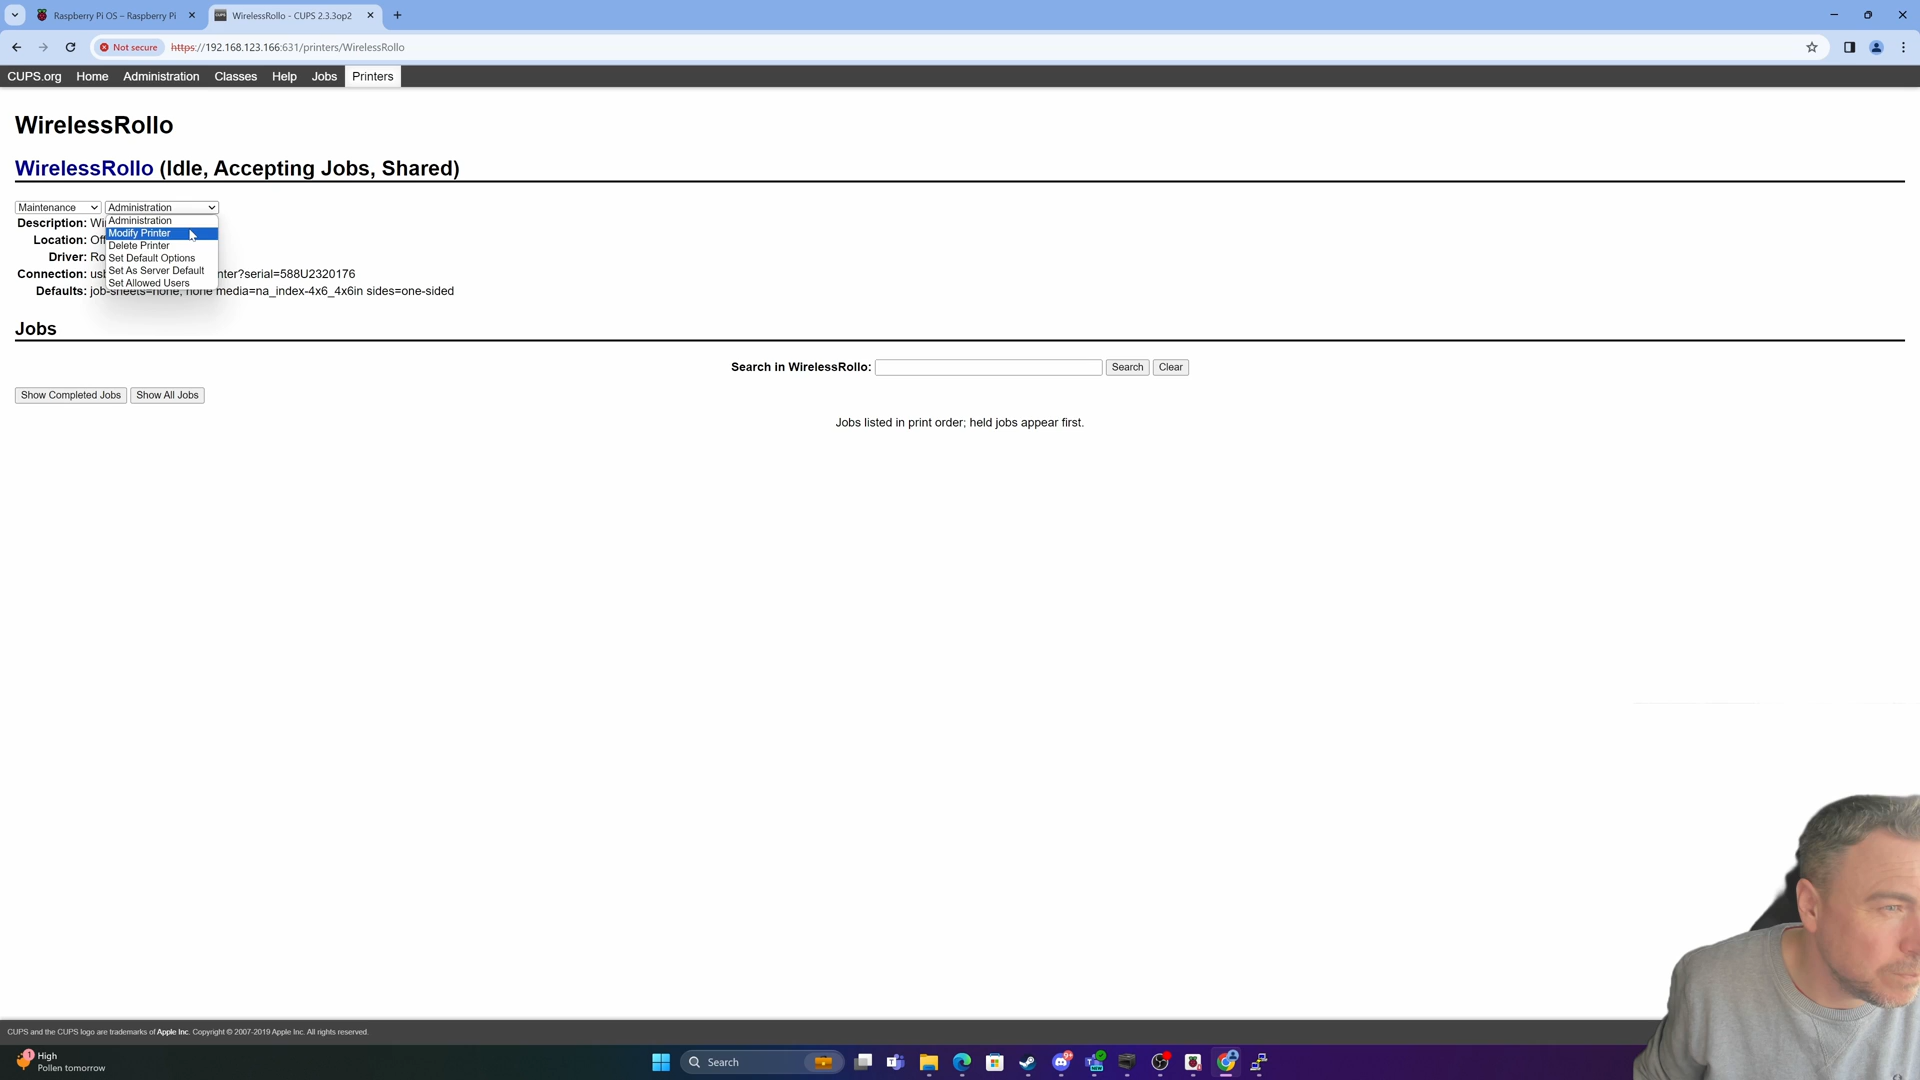 Raspberry Pi OS – Raspberry Pi
WirelessRollo - CUPS 2.3.3op2
Not secure
https://192.168.123.166:631/printers/WirelessRollo
CUPS.org Home Administration Classes Help Jobs Printers
WirelessRollo
WirelessRollo (Idle, Accepting Jobs, Shared)
Maintenance Administration
Administration
Description:
Modify Printer
Location:
Delete Printer
Driver:
Set Default Options
Connection: nter?serial=588U2320176
Set As Server Default
Set Allowed Users
Defaults: job-sheets=none, none media=na_index-4x6_4x6in sides=one-sided
Jobs
Search in WirelessRollo: Search Clear
Show Completed Jobs Show All Jobs
Jobs listed in print order; held jobs appear first.
CUPS and the CUPS logo are trademarks of Apple Inc. Copyright © 2007-2019 Apple Inc. All rights reserved.
1
High
Pollen tomorrow
Search
9+
NEW